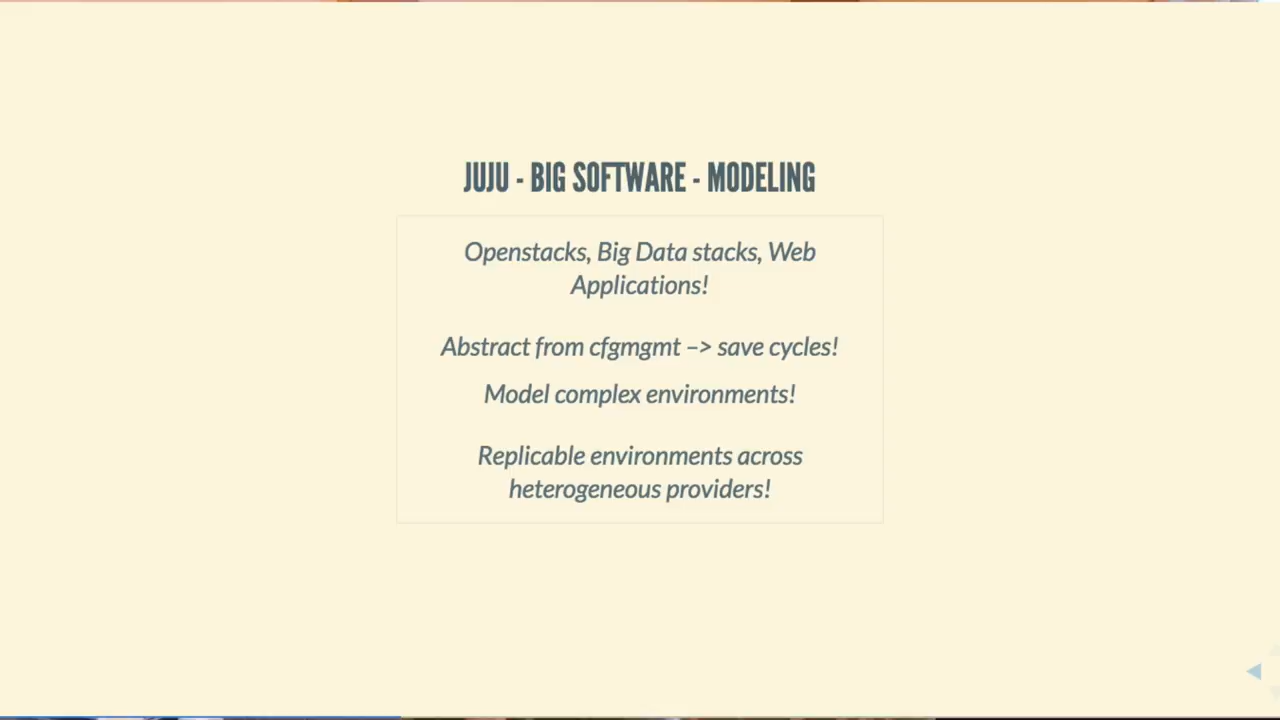 JUJU - BIG SOFTWARE - MODELING
Openstacks, Big Data stacks, Web
Applications!
Abstract from cfgmgmt –> save cycles!
Model complex environments!
Replicable environments across
heterogeneous providers!